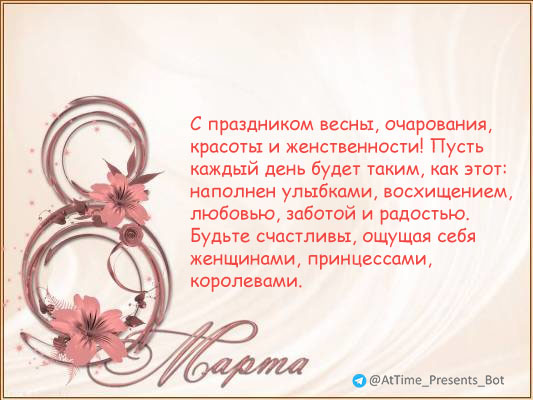 С праздником весны, очарования,
красоты и женственности! Пусть
каждый день будет таким, как этот:
наполнен улыбками, восхищением,
любовью, заботой и радостью.
Будьте счастливы, ощущая себя
женщинами, принцессами,
королевами.
8
Марта
@AtTime_Presents_Bot